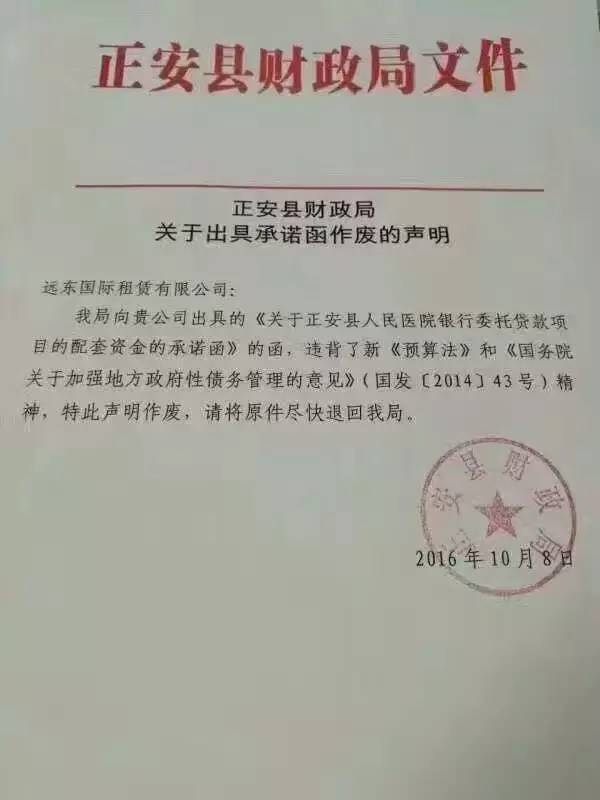 正安县财政局文件
正安县财政局
关于出具承诺函作废的声明
远东国际租赁有限公司：
我局向贵公司出具的《关于正安县人民医院银行委托贷款项
目的配套资金的承诺函》的函，违背了新《预算法》和《国务院
关于加强地方政府性债务管理的意见》（国发〔2014〕43号）精
神，特此声明作废，请将原件尽快退回我局。
正安县财政局
2016年10月8日